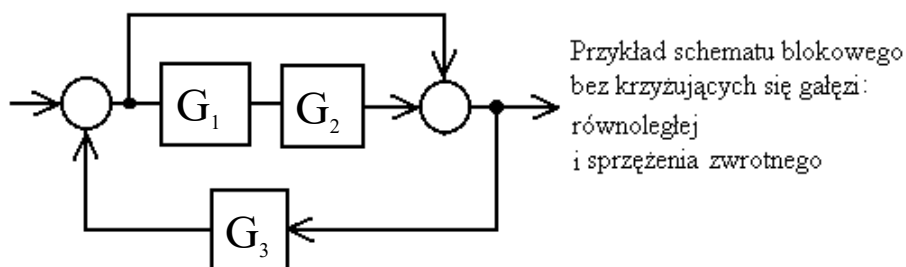 Przykład schematu blokowego
bez krzyżujących się gałęzi:
równoległej
i sprzężenia zwrotnego
G₁
G₂
G₃